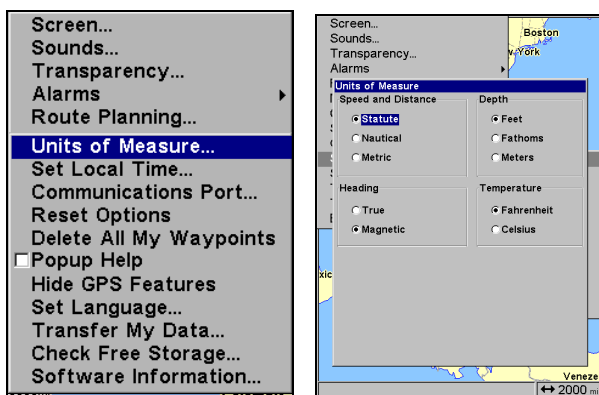 Screen...
Sounds...
Transparency...
Alarms
Route Planning...
Units of Measure...
Set Local Time...
Communications Port...
Reset Options
Delete All My Waypoints
Popup Help
Hide GPS Features
Set Language...
Transfer My Data...
Check Free Storage...
Software Information...
Screen...
Sounds...
Transparency...
Alarms
Boston
York
Units of Measure
Speed and Distance
Statute
Nautical
Metric
Depth
Feet
Fathoms
Meters
Heading
True
Magnetic
Temperature
Fahrenheit
Celsius
xic
Veneze
2000 mi